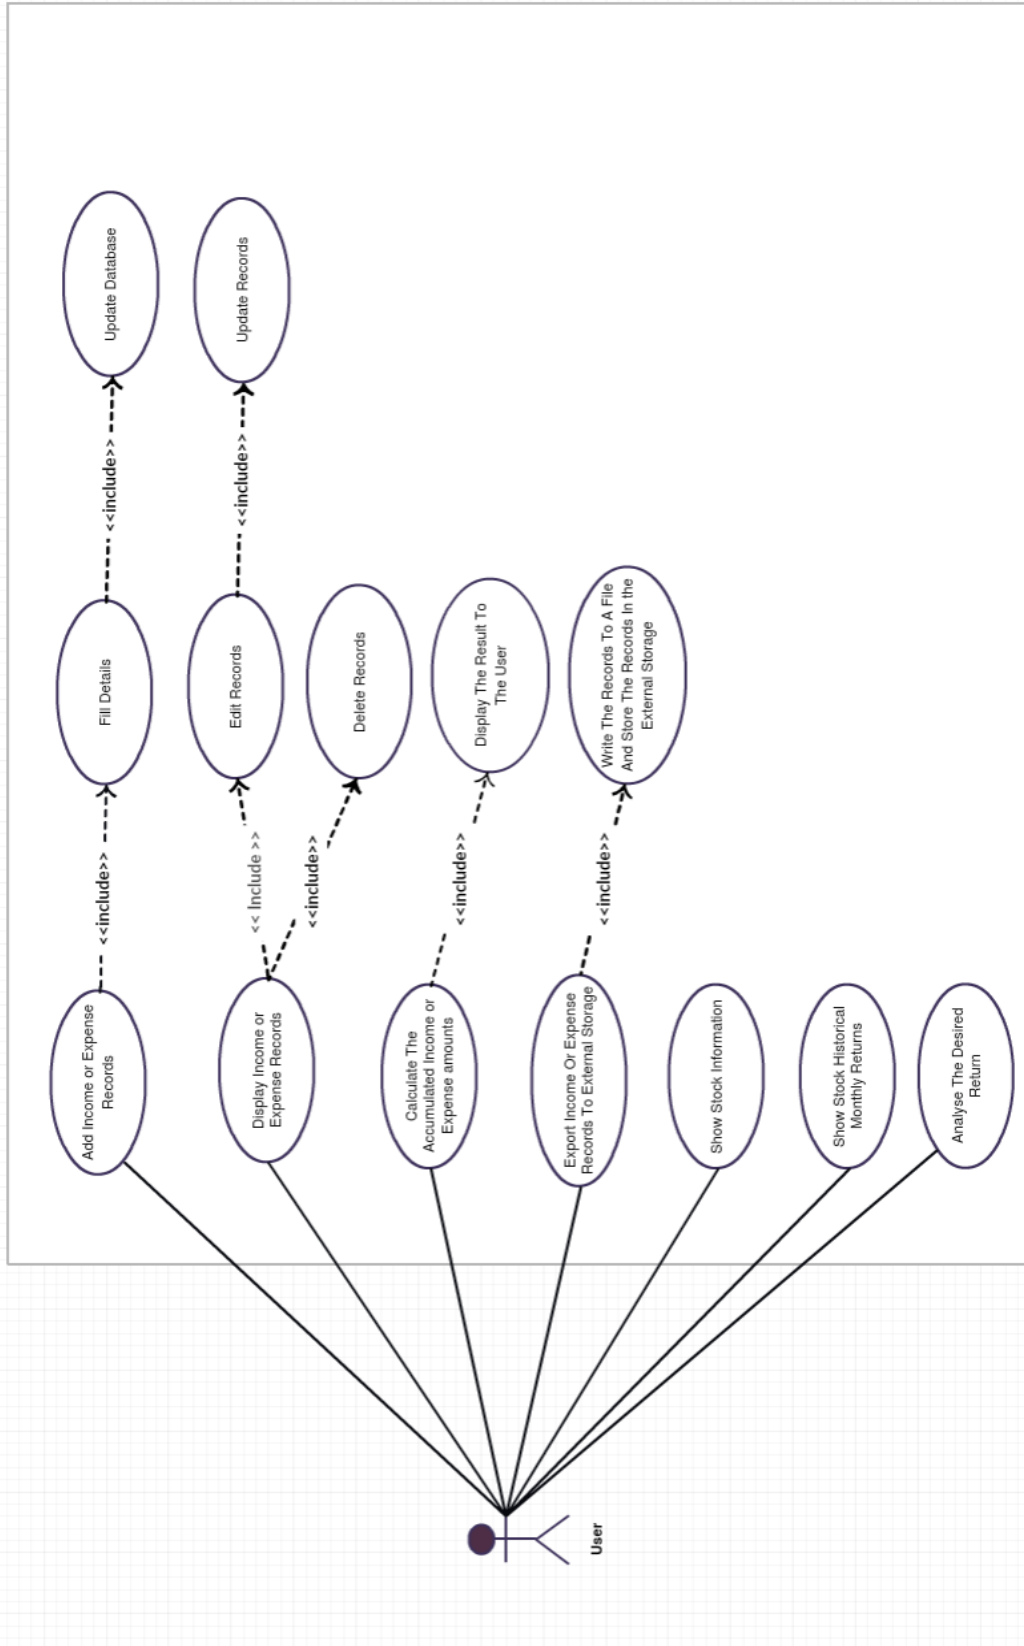 Add Income or Expense
Records
<<include>>
Fill Details
<<include>>
Update Database
Display Income or
Expense Records
<< Include >>
Edit Records
<<include>>
Update Records
<<include>>
Delete Records
Calculate The
Accumulated Income or
Expense amounts
<<include>>
Display The Result To
The User
Export Income Or Expense
Records To External Storage
<<include>>
Write The Records To A File
And Store The Records In the
External Storage
Show Stock Information
Show Stock Historical
Monthly Returns
Analyse The Desired
Return
User